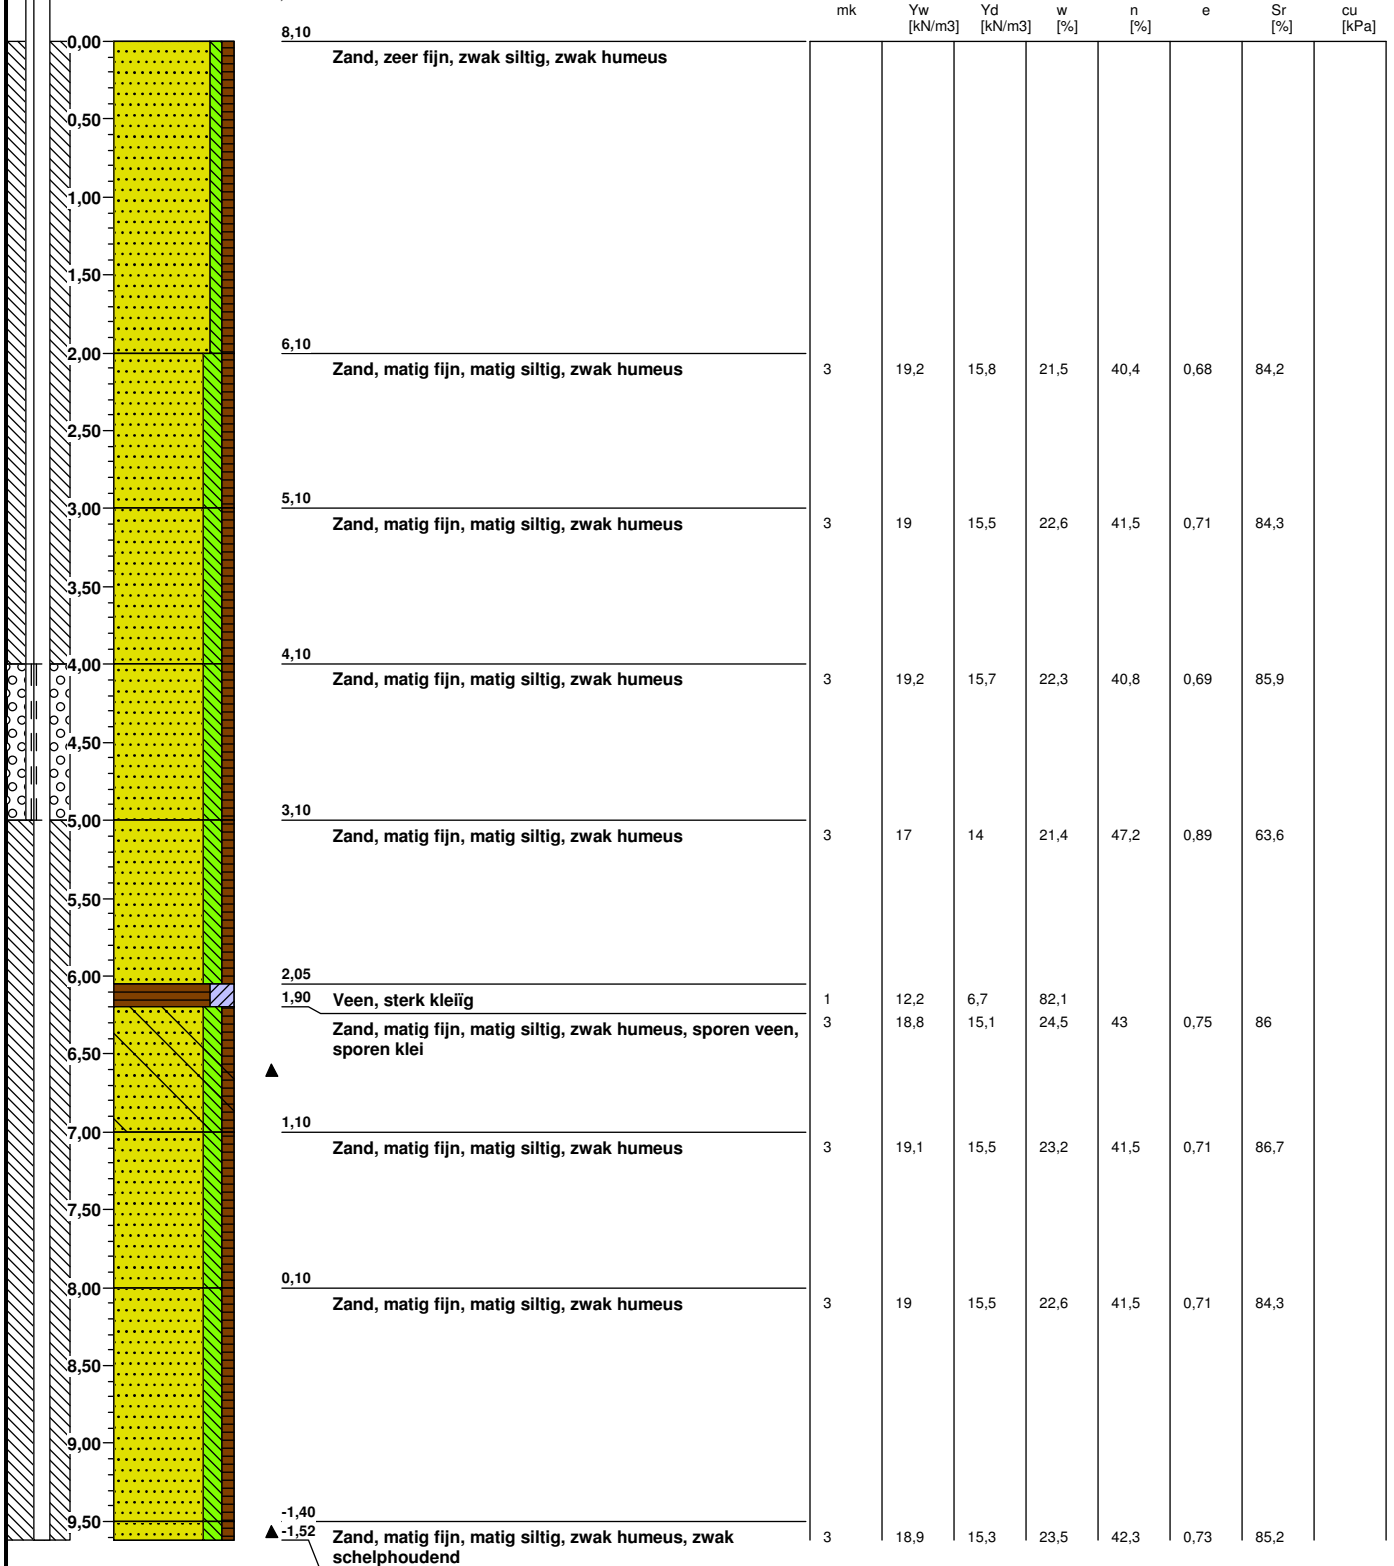 mk Yw Yd w n e Sr cu
[kN/m3] [kN/m3] [%] [%] [%] [kPa]
0,00 8,10
Zand, zeer fijn, zwak siltig, zwak humeus
0,50
1,00
1,50
2,00 6,10
Zand, matig fijn, matig siltig, zwak humeus 3 19,2 15,8 21,5 40,4 0,68 84,2
2,50
3,00 5,10
Zand, matig fijn, matig siltig, zwak humeus 3 19 15,5 22,6 41,5 0,71 84,3
3,50
4,00 4,10
Zand, matig fijn, matig siltig, zwak humeus 3 19,2 15,7 22,3 40,8 0,69 85,9
4,50
5,00 3,10
Zand, matig fijn, matig siltig, zwak humeus 3 17 14 21,4 47,2 0,89 63,6
5,50
6,00 2,05
1,90 Veen, sterk kleiïg 1 12,2 6,7 82,1
Zand, matig fijn, matig siltig, zwak humeus, sporen veen, 3 18,8 15,1 24,5 43 0,75 86
sporen klei
6,50
7,00 1,10
Zand, matig fijn, matig siltig, zwak humeus 3 19,1 15,5 23,2 41,5 0,71 86,7
7,50
8,00 0,10
Zand, matig fijn, matig siltig, zwak humeus 3 19 15,5 22,6 41,5 0,71 84,3
8,50
9,00
9,50 -1,40
-1,52 Zand, matig fijn, matig siltig, zwak humeus, zwak 3 18,9 15,3 23,5 42,3 0,73 85,2
schelphoudend